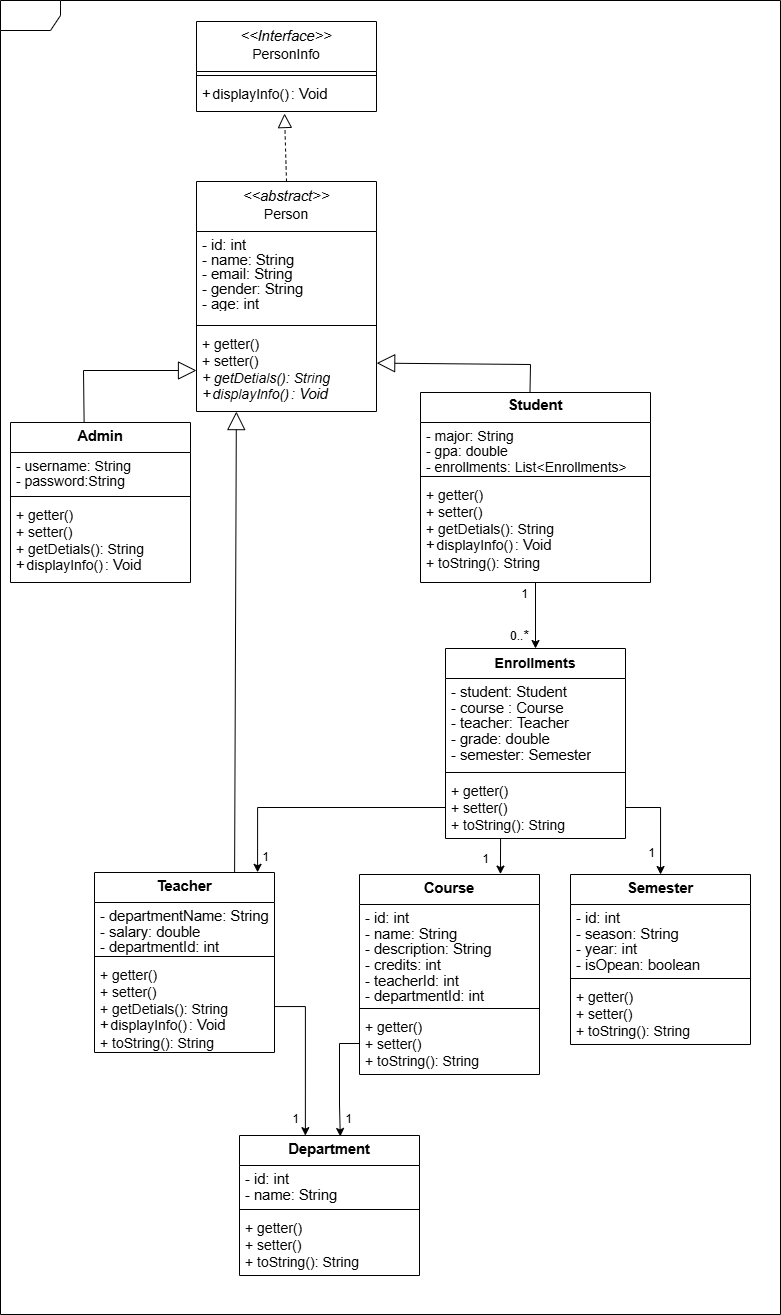 <<Interface>>
PersonInfo
+displayInfo(): Void
<<abstract>>
Person
- id: int
- name: String
- email: String
- gender: String
- age: int
+ getter()
+ setter()
+ getDetials(): String
+displayInfo(): Void
Admin
- username: String
- password:String
+ getter()
+ setter()
+ getDetials(): String
+displayInfo(): Void
Student
- major: String
- gpa: double
- enrollments: List<Enrollments>
+ getter()
+ setter()
+ getDetials(): String
+displayInfo(): Void
+ toString(): String
1
0..*
Enrollments
- student: Student
- course : Course
- teacher: Teacher
- grade: double
- semester: Semester
+ getter()
+ setter()
+ toString(): String
1
1
1
Teacher
- departmentName: String
- salary: double
- departmentId: int
+ getter()
+ setter()
+ getDetials(): String
+displayInfo(): Void
+ toString(): String
Course
- id: int
- name: String
- description: String
- credits: int
- teacherId: int
- departmentId: int
+ getter()
+ setter()
+ toString(): String
Semester
- id: int
- season: String
- year: int
- isOpean: boolean
+ getter()
+ setter()
+ toString(): String
1
1
Department
- id: int
- name: String
+ getter()
+ setter()
+ toString(): String